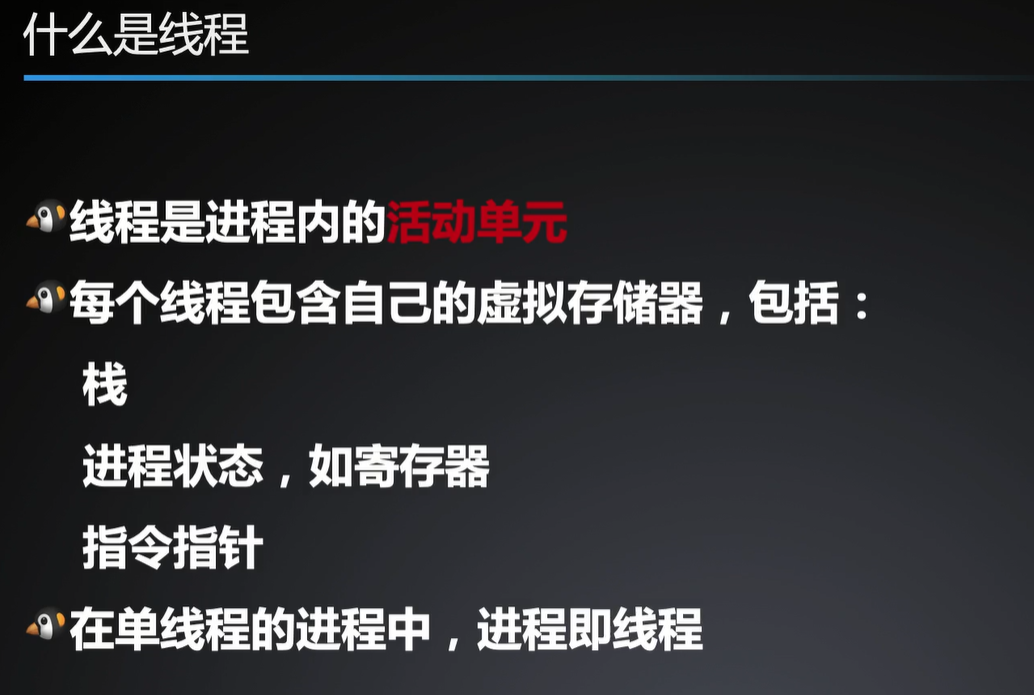 什么是线程
线程是进程内的活动单元
每个线程包含自己的虚拟存储器，包括：
栈
进程状态，如寄存器
指令指针
在单线程的进程中，进程即线程